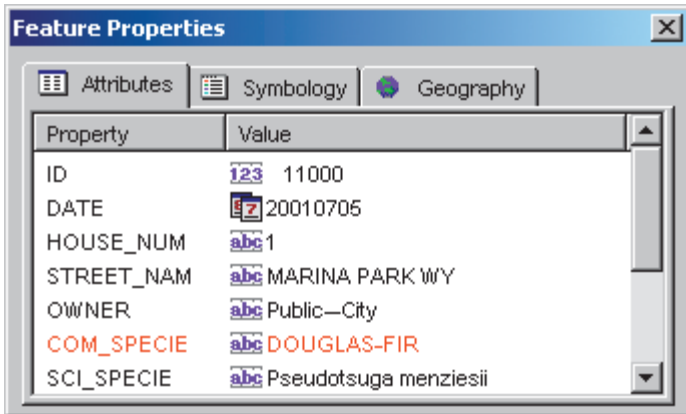 Feature Properties
Attributes Symbology Geography
Property Value
ID 123 11000
DATE 20010705
HOUSE_NUM abc 1
STREET_NAM abc MARINA PARK WY
OWNER abc Public—City
COM_SPECIE abc DOUGLAS-FIR
SCI_SPECIE abc Pseudotsuga menziesii